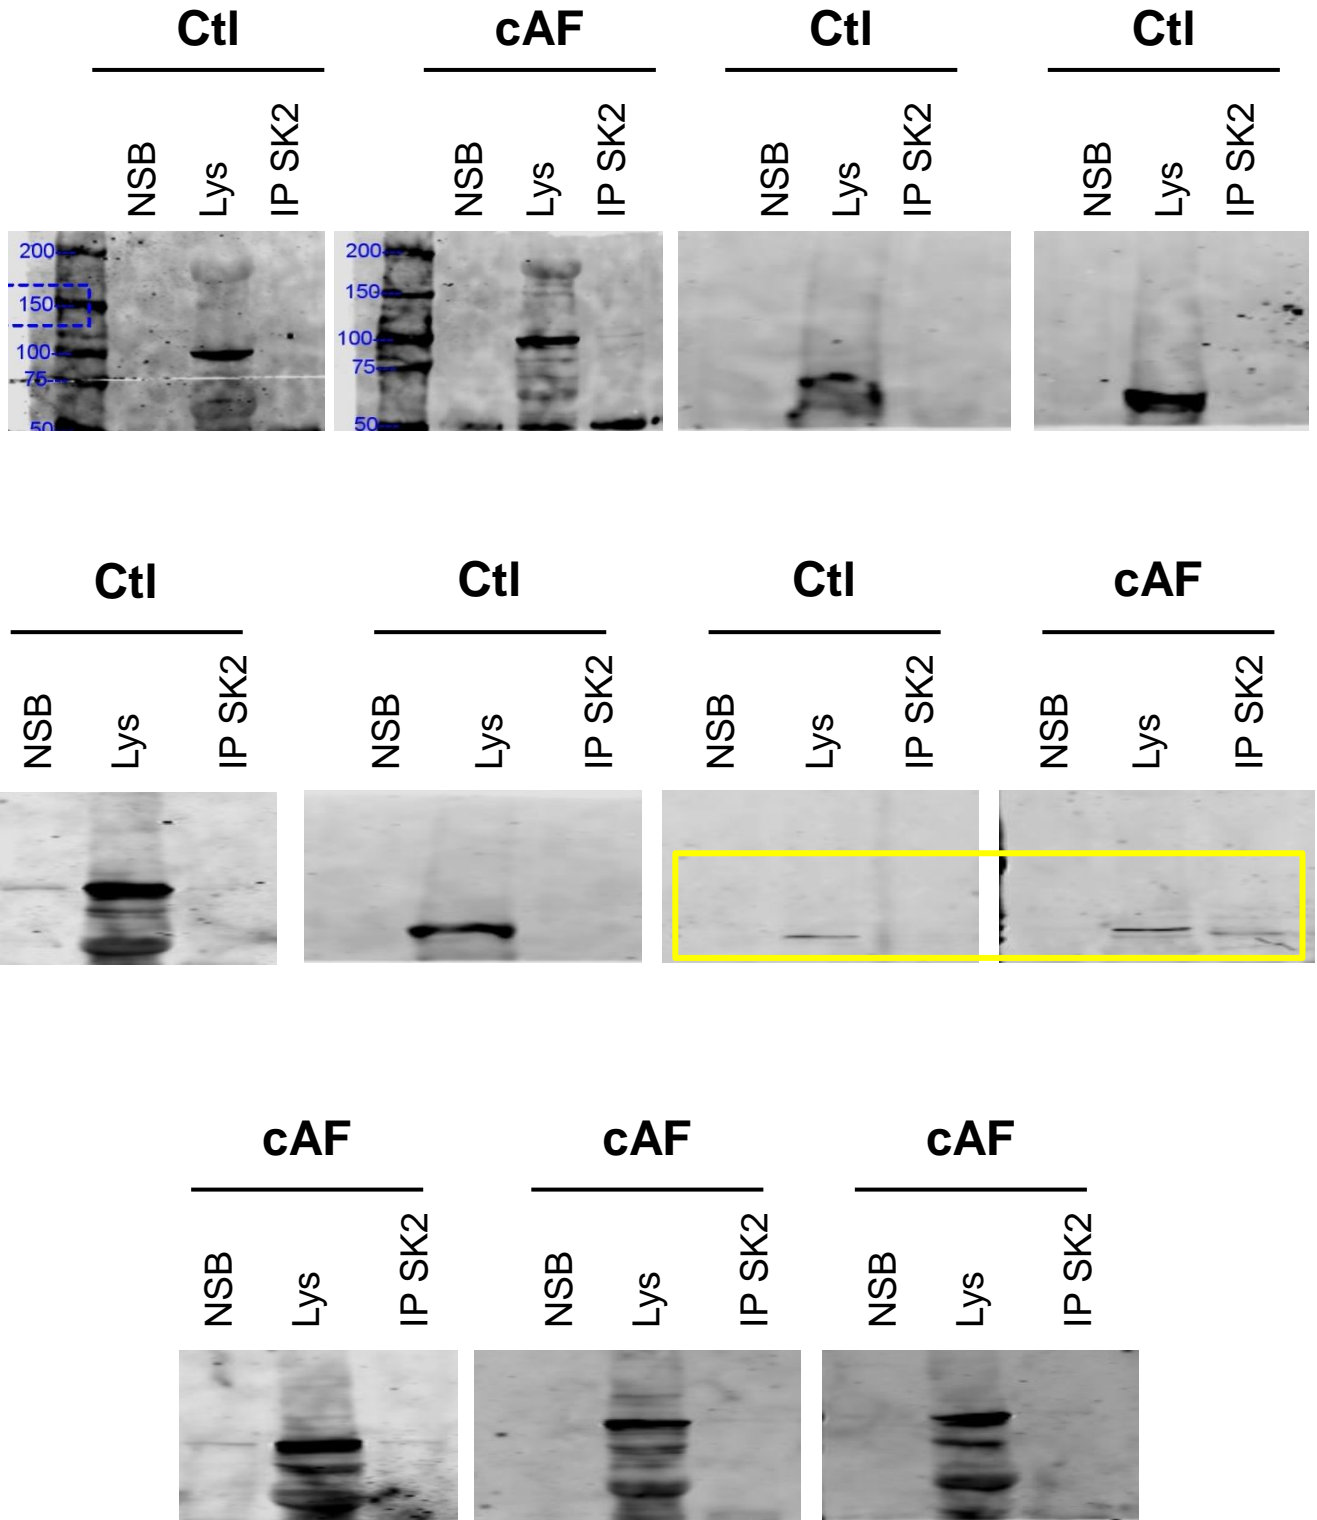 Ctl cAF Ctl Ctl
NSB Lys IP SK2 NSB Lys IP SK2 NSB Lys IP SK2 NSB Lys IP SK2
200 200
150 150
100 100
75 75
50 50
Ctl Ctl Ctl cAF
NSB Lys IP SK2 NSB Lys IP SK2 NSB Lys IP SK2 NSB Lys IP SK2
cAF cAF cAF
NSB Lys IP SK2 NSB Lys IP SK2 NSB Lys IP SK2